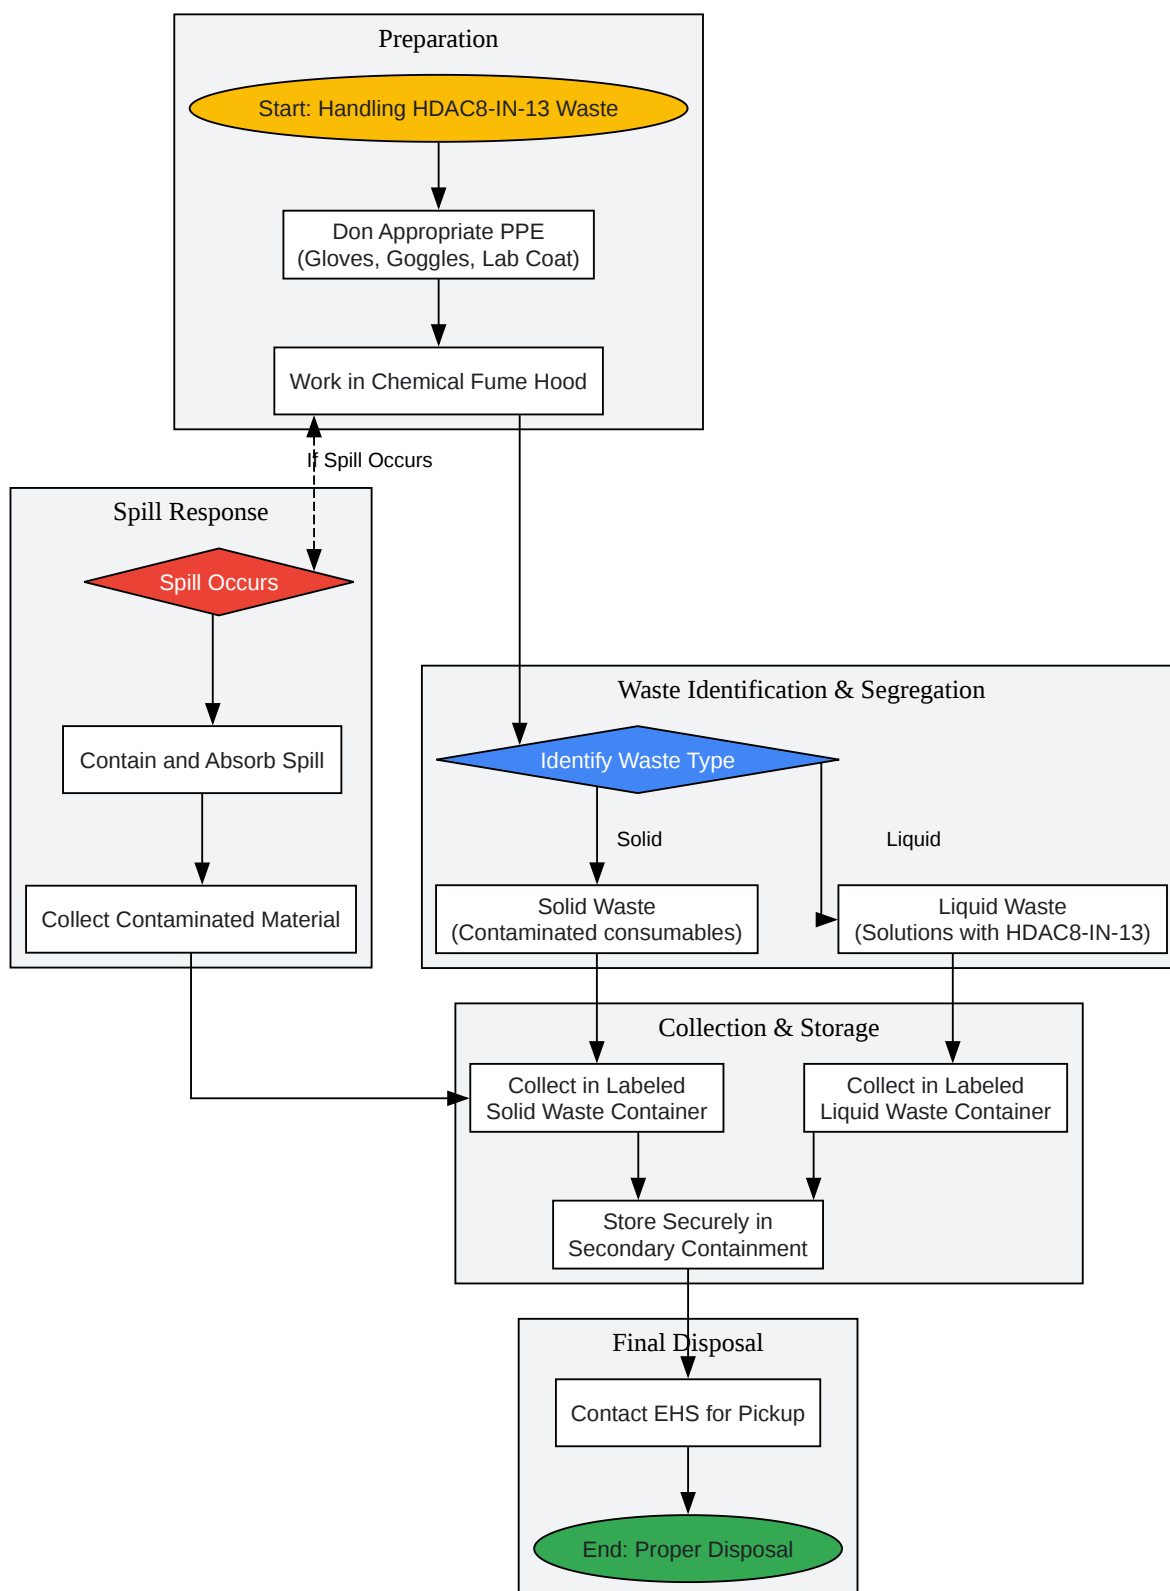 Preparation
Start: Handling HDAC8-IN-13 Waste
Don Appropriate PPE
(Gloves, Goggles, Lab Coat)
Work in Chemical Fume Hood
If Spill Occurs
Spill Response
Spill Occurs
Contain and Absorb Spill
Collect Contaminated Material
Waste Identification & Segregation
Identify Waste Type
Solid
Liquid
Solid Waste
(Contaminated consumables)
Liquid Waste
(Solutions with HDAC8-IN-13)
Collection & Storage
Collect in Labeled
Solid Waste Container
Collect in Labeled
Liquid Waste Container
Store Securely in
Secondary Containment
Final Disposal
Contact EHS for Pickup
End: Proper Disposal